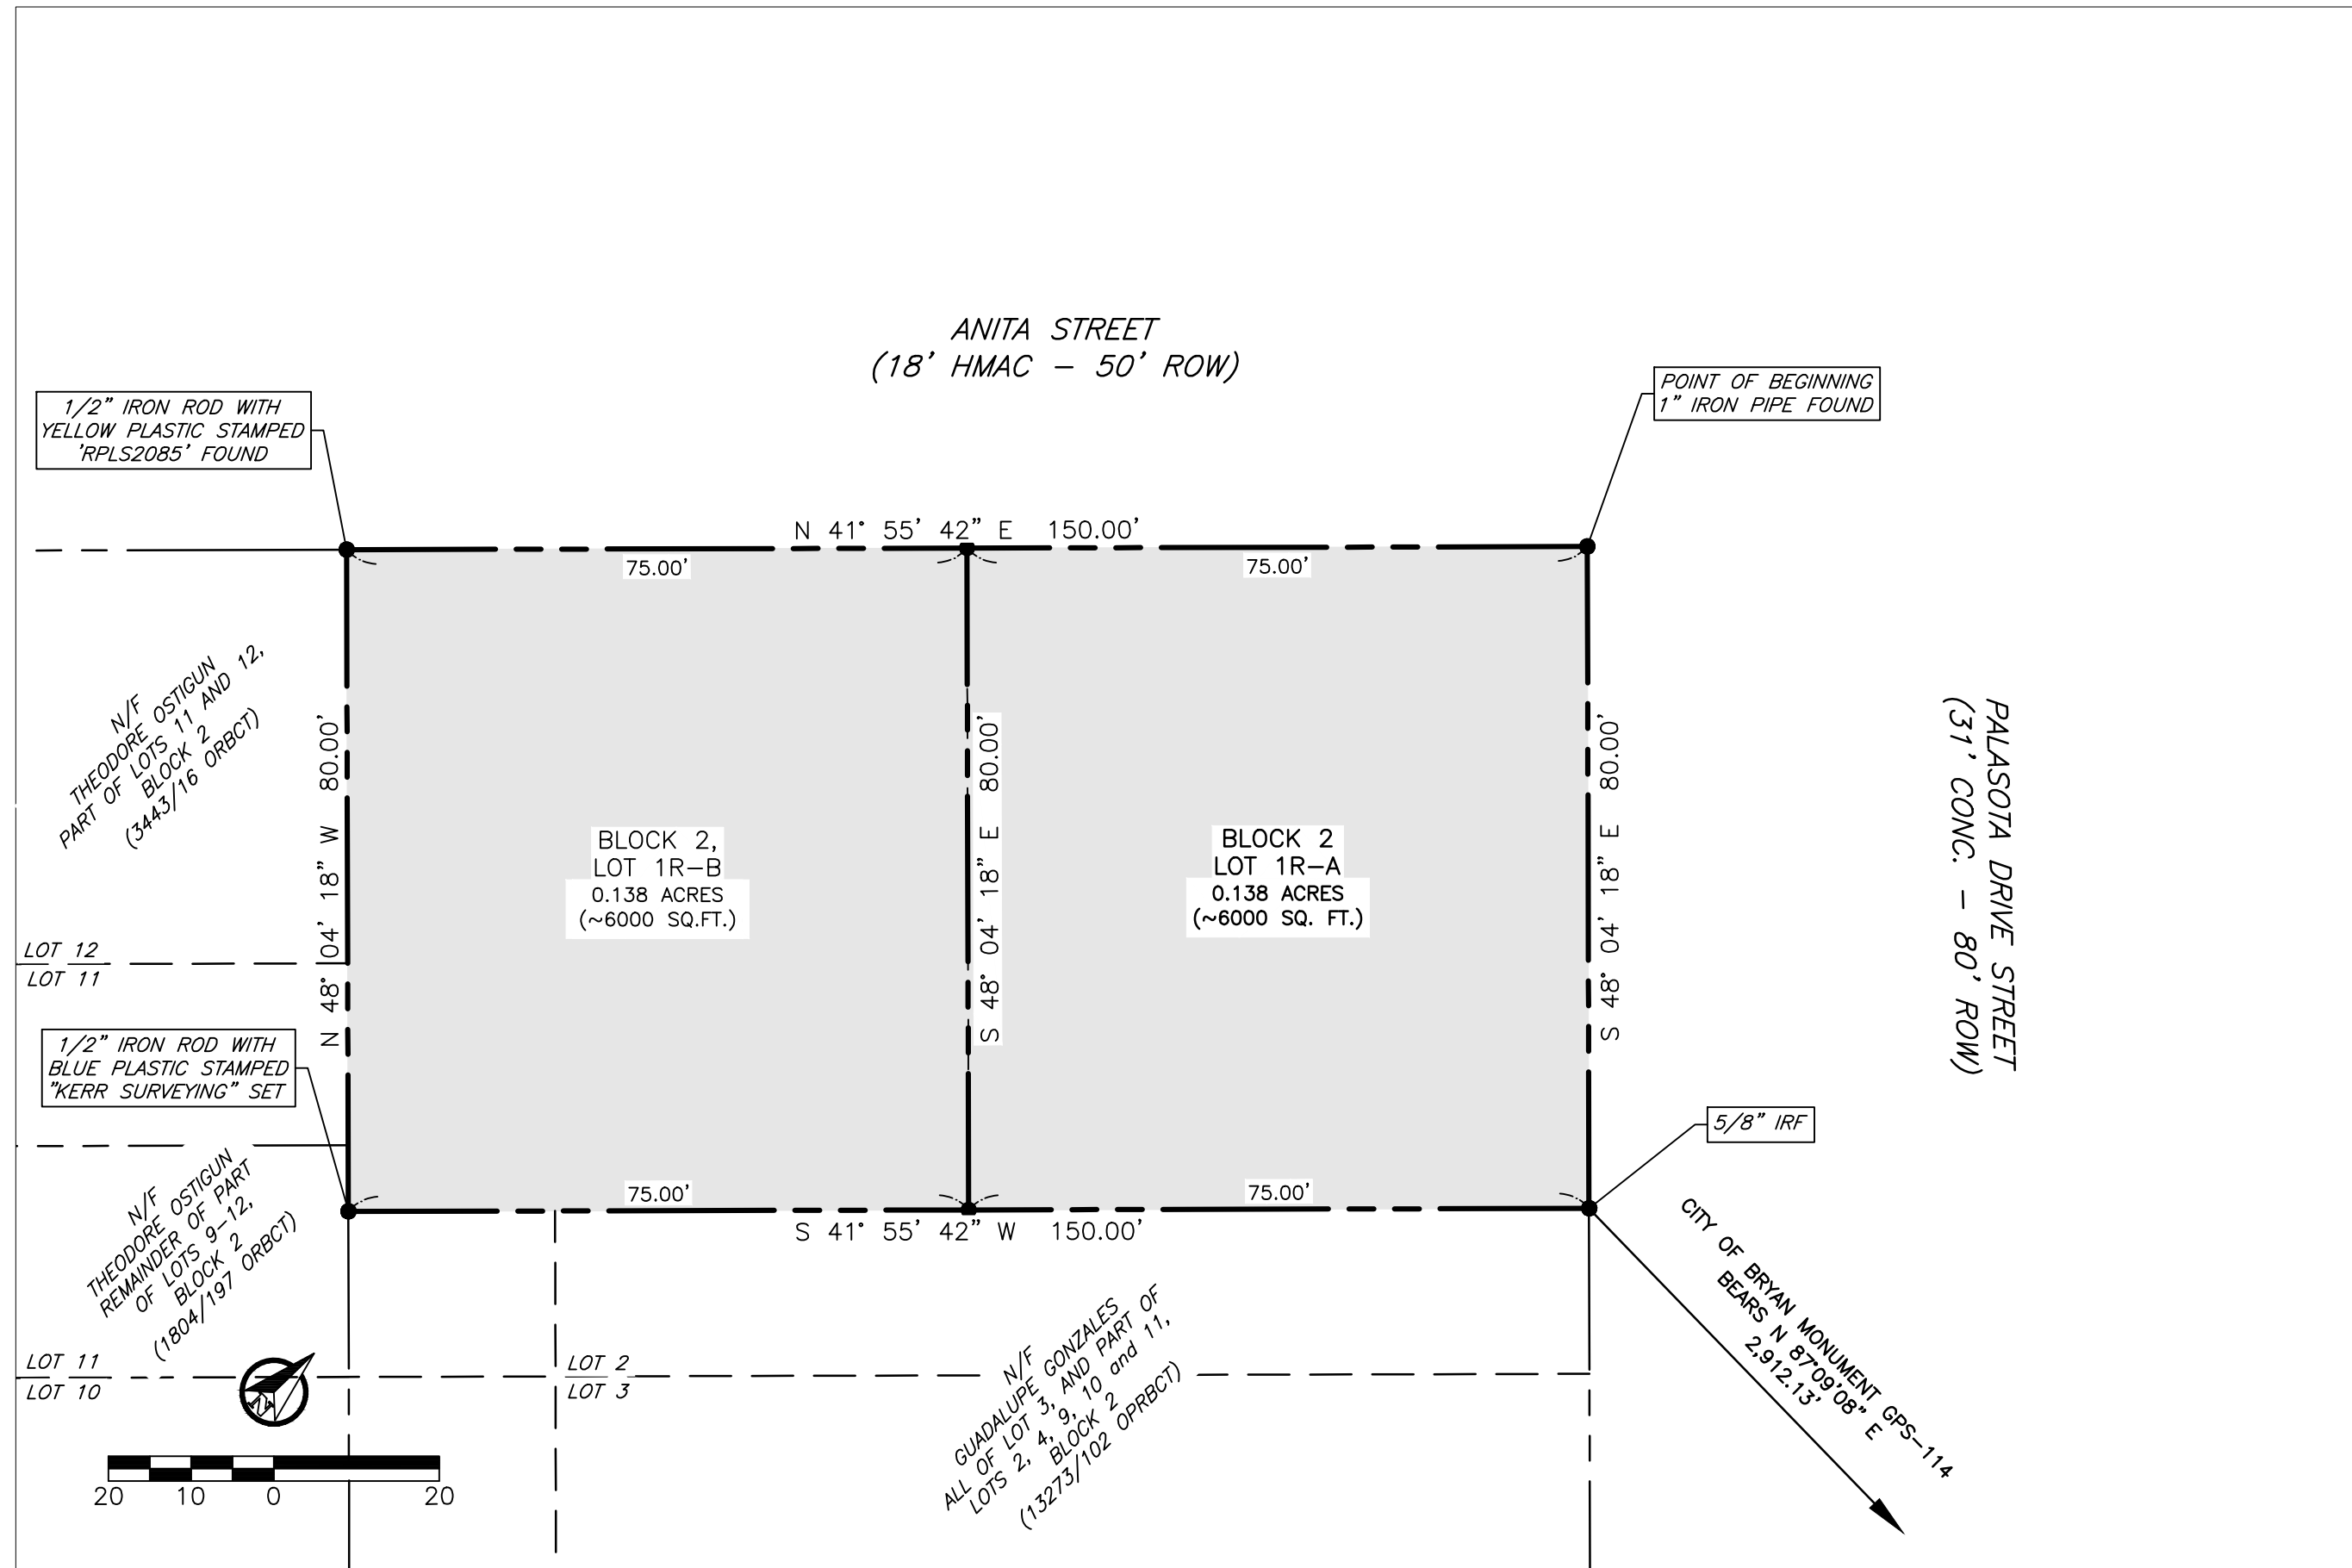 ANITA STREET
(18' HMAC - 50' ROW)
1/2" IRON ROD WITH
YELLOW PLASTIC STAMPED
'RPLS2085' FOUND
POINT OF BEGINNING
1" IRON PIPE FOUND
N 41° 55' 42" E 150.00'
75.00'
75.00'
N/F
THEODORE OSTIGUN
PART OF LOTS 11 AND 12,
BLOCK 2
(3443/16 ORBCT)
N 48° 04' 18" W 80.00'
BLOCK 2,
LOT 1R-B
0.138 ACRES
(~6000 SQ.FT.)
S 48° 04' 18" E 80.00'
BLOCK 2
LOT 1R-A
0.138 ACRES
(~6000 SQ. FT.)
S 48° 04' 18" E 80.00'
PALASOTA DRIVE STREET
(31' CONC. - 80' ROW)
LOT 12
LOT 11
1/2" IRON ROD WITH
BLUE PLASTIC STAMPED
"KERR SURVEYING" SET
5/8" IRF
75.00'
75.00'
S 41° 55' 42" W 150.00'
N/F
THEODORE OSTIGUN
REMAINDER OF PART
OF LOTS 9-12,
BLOCK 2
(1804/197 ORBCT)
CITY OF BRYAN MONUMENT GPS-114
BEARS N 87°09'08" E
2,912.13'
LOT 11
LOT 10
LOT 2
LOT 3
N/F
GUADALUPE GONZALES
ALL OF LOT 3, AND PART OF
LOTS 2, 4, 9, 10 and 11,
BLOCK 2
(13273/102 OPRBCT)
N
20 10 0 20